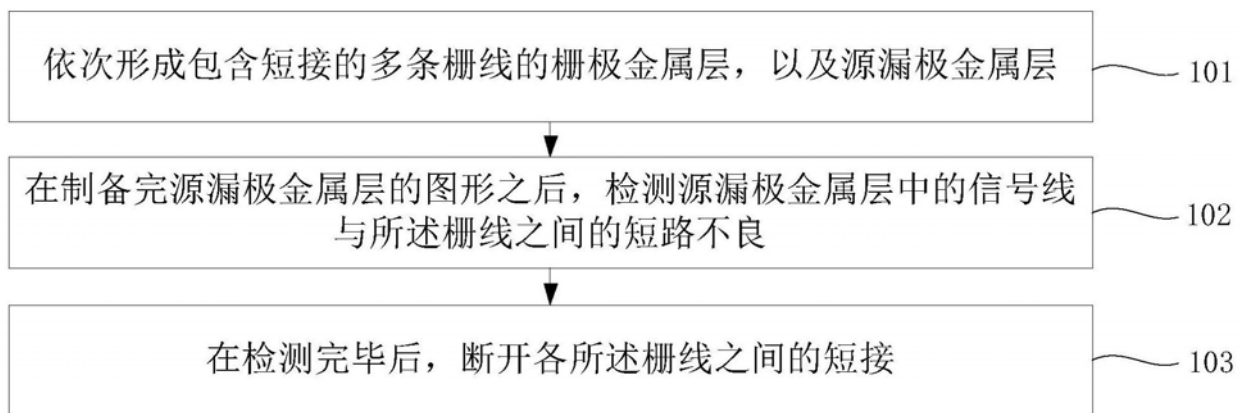 依次形成包含短接的多条栅线的栅极金属层，以及源漏极金属层
101
在制备完源漏极金属层的图形之后，检测源漏极金属层中的信号线
与所述栅线之间的短路不良
102
在检测完毕后，断开各所述栅线之间的短接
103